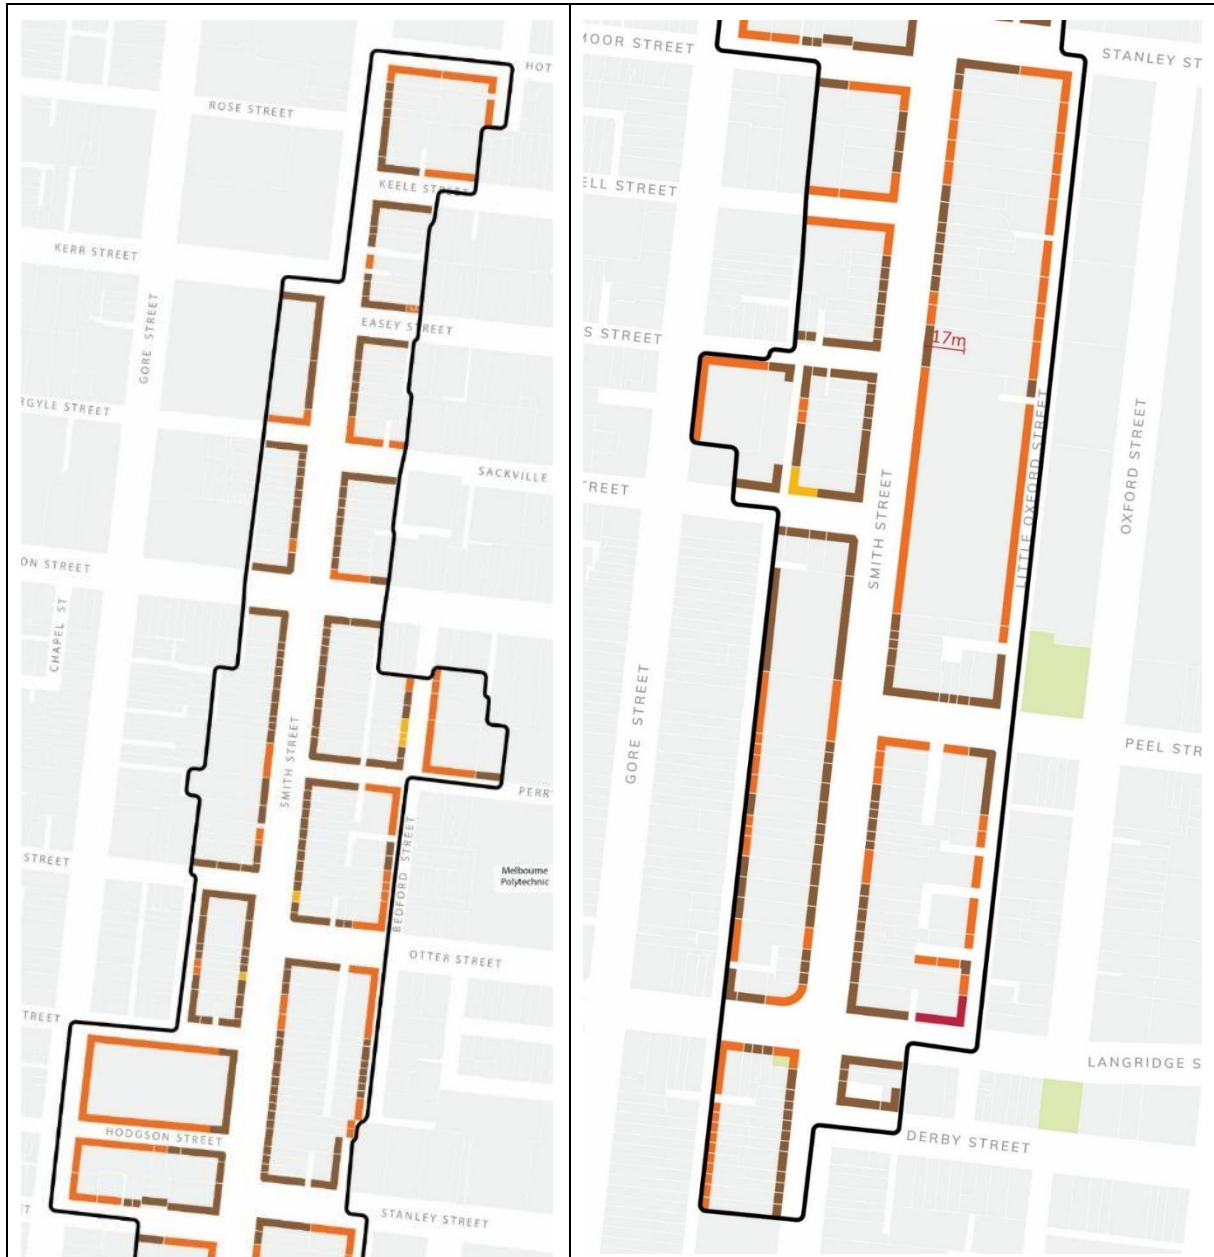 HOT
ROSE STREET
KEELE STREET
KERR STREET
GORE STREET
EASEY STREET
RGYLE STREET
SACKVILLE
ON STREET
CHAPEL ST
SMITH STREET
PERRY
STREET
BEDFORD STREET
Melbourne
Polytechnic
OTTER STREET
TREET
HODGSON STREET
STANLEY STREET
MOOR STREET
STANLEY ST
ELL STREET
S STREET
17m
LITTLE OXFORD STREET
OXFORD STREET
TREET
SMITH STREET
GORE STREET
PEEL STR
LANGRIDGE S
DERBY STREET